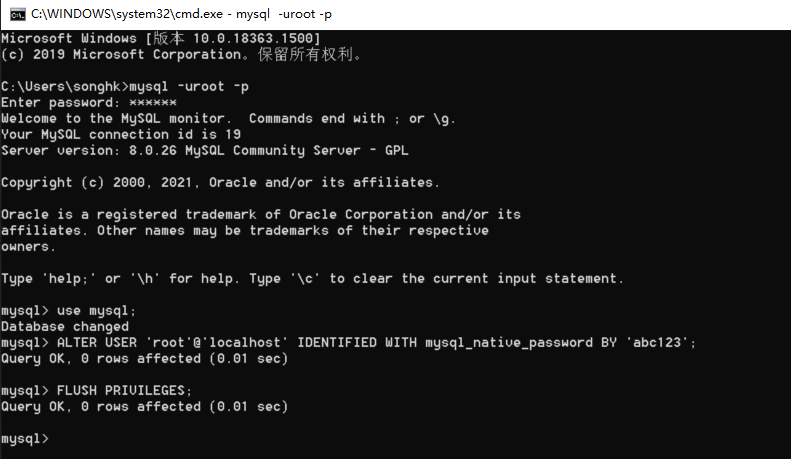 C:\WINDOWS\system32\cmd.exe - mysql  -uroot -p
Microsoft Windows [版本 10.0.18363.1500]
(c) 2019 Microsoft Corporation。保留所有权利。
C:\Users\songhk>mysql -uroot -p
Enter password: ******
Welcome to the MySQL monitor.  Commands end with ; or \g.
Your MySQL connection id is 19
Server version: 8.0.26 MySQL Community Server - GPL
Copyright (c) 2000, 2021, Oracle and/or its affiliates.
Oracle is a registered trademark of Oracle Corporation and/or its
affiliates. Other names may be trademarks of their respective
owners.
Type 'help;' or '\h' for help. Type '\c' to clear the current input statement.
mysql> use mysql;
Database changed
mysql> ALTER USER 'root'@'localhost' IDENTIFIED WITH mysql_native_password BY 'abc123';
Query OK, 0 rows affected (0.01 sec)
mysql> FLUSH PRIVILEGES;
Query OK, 0 rows affected (0.01 sec)
mysql>